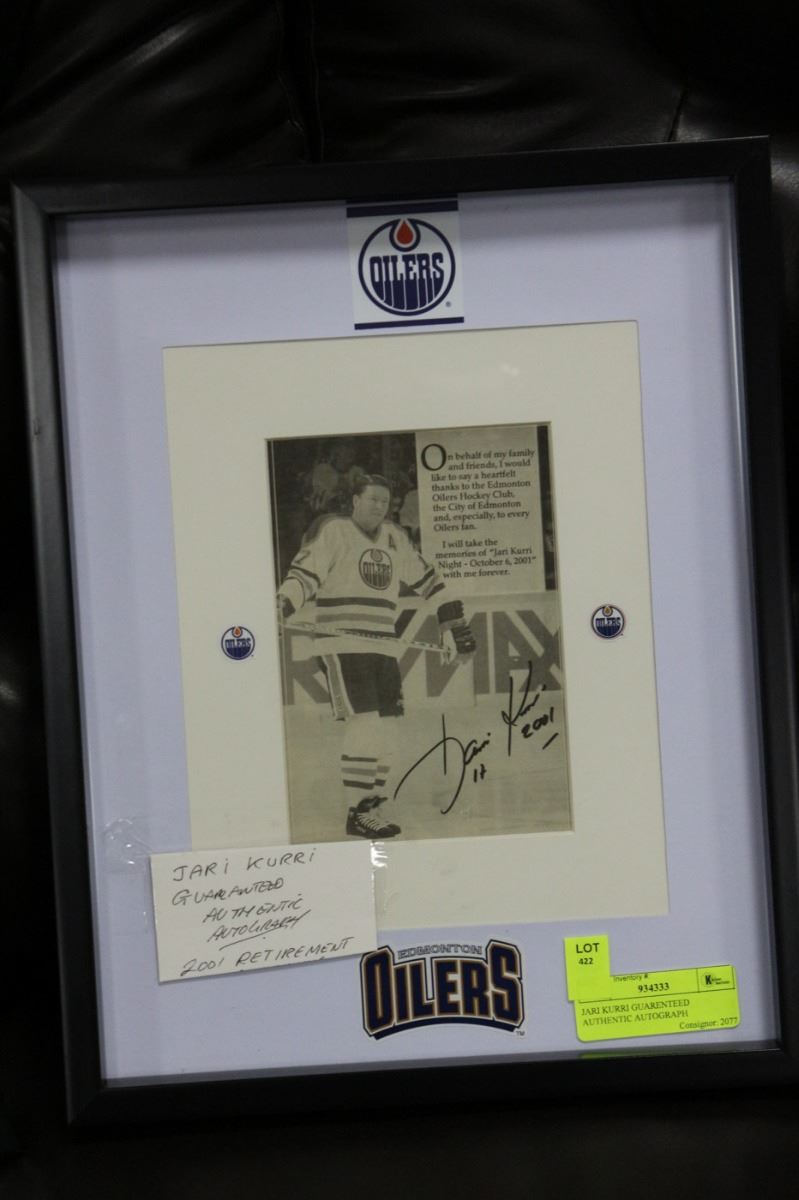 OILERS
On behalf of my family
and friends, I would
like to say a heartfelt
thanks to the Edmonton
Oilers Hockey Club,
the City of Edmonton
and, especially, to every
Oilers fan.
I will take the
memories of "Jari Kurri
Night - October 6, 2001"
with me forever.
OILERS
OILERS
OILERS
RE/MAX
Jari Kurri
17
2001
JARI KURRI
GUARANTEED
AUTHENTIC
AUTOGRAPH
2001 RETIREMENT
EDMONTON
OILERS
TM
LOT
422
Inventory #
934333
JARI KURRI GUARENTEED
AUTHENTIC AUTOGRAPH
Consignor: 2077